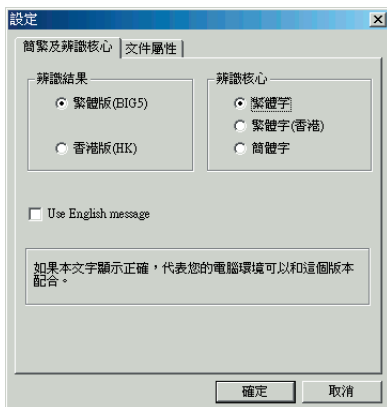 設定
簡繁及辨識核心 文件屬性
辨識結果
繁體版(BIG5)
香港版(HK)
辨識核心
繁體字
繁體字(香港)
簡體字
Use English message
如果本文字顯示正確，代表您的電腦環境可以和這個版本
配合。
確定 取消